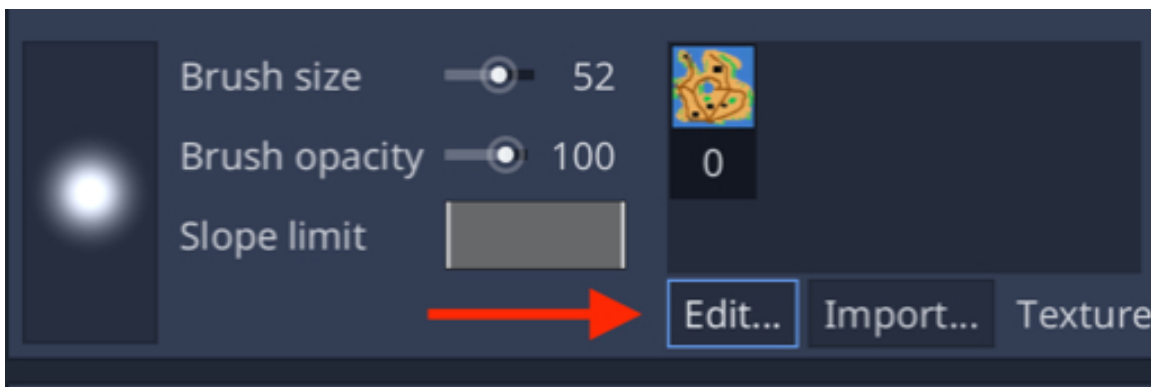 Brush size 52
Brush opacity 100
0
Slope limit
Edit... Import... Texture